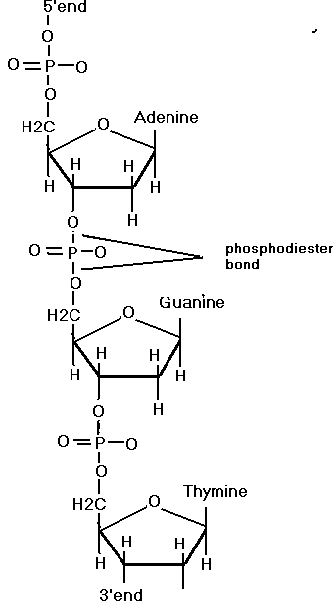 5'end
O
O=P-O
O
H2C
O
Adenine
H
H
H
H
H
O
O=P-O
O
phosphodiester
bond
H2C
O
Guanine
H
H
H
H
H
O
O=P-O
O
H2C
O
Thymine
H
H
H
H
3'end